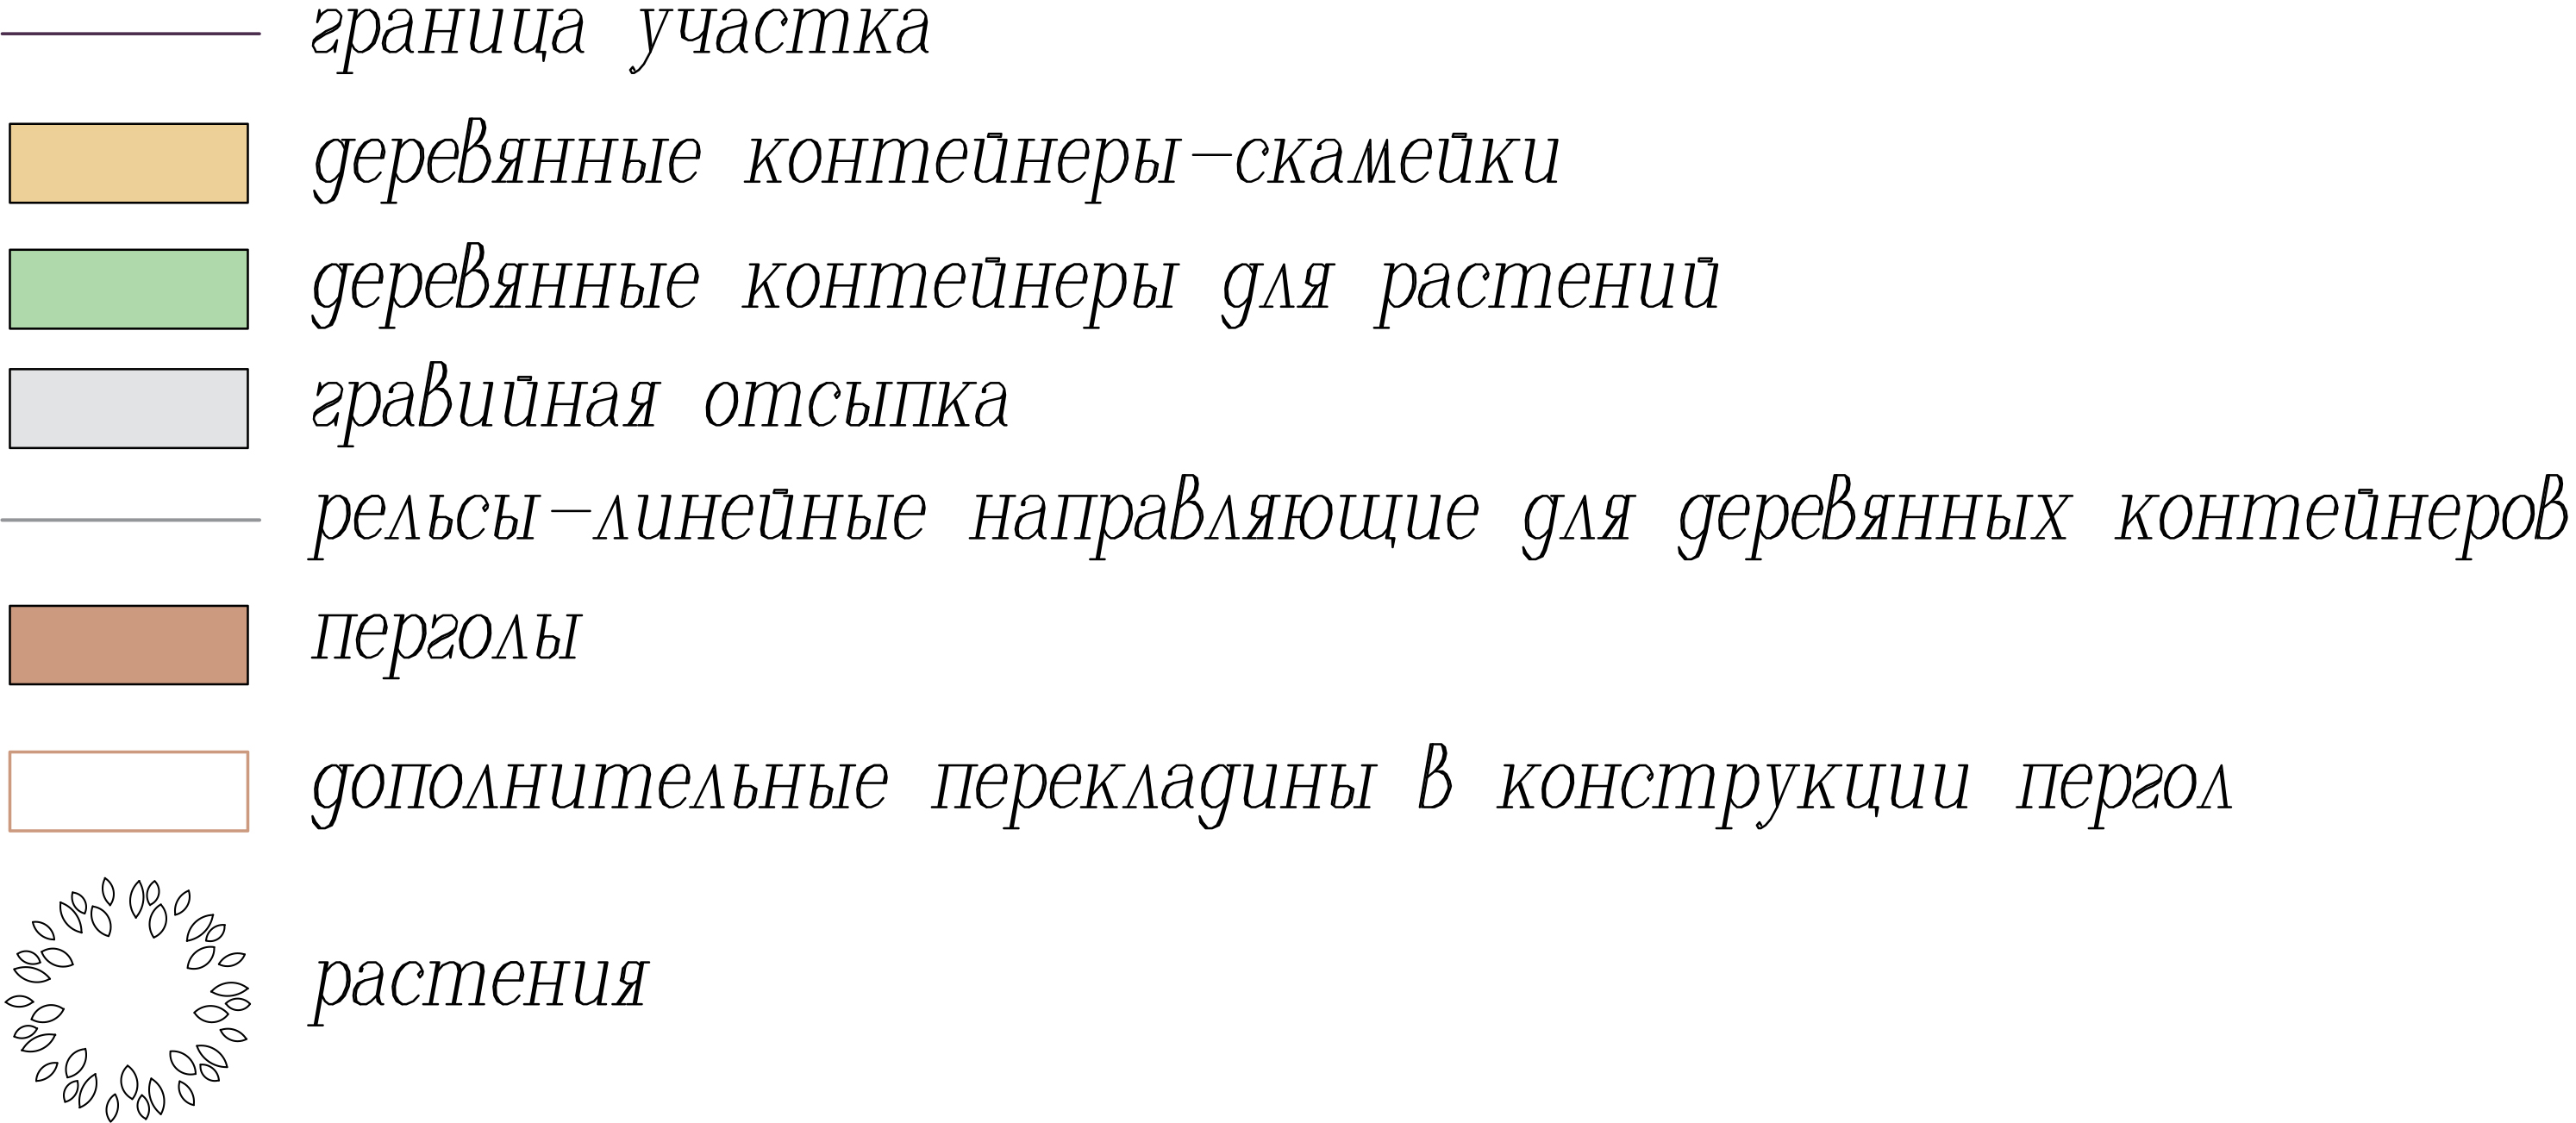 граница участка
деревянные контейнеры-скамейки
деревянные контейнеры для растений
гравийная отсыпка
рельсы-линейные направляющие для деревянных контейнеров
перголы
дополнительные перекладины в конструкции пергол
растения